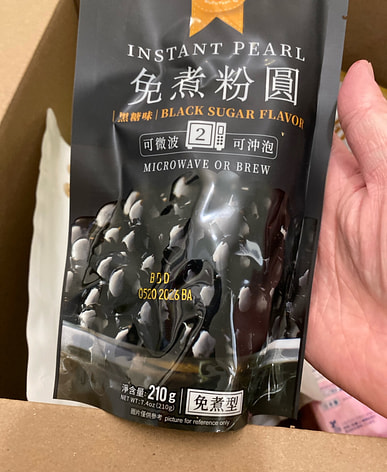 INSTANT PEARL
免煮粉圓
黑糖味 | BLACK SUGAR FLAVOR
可微波 2 可沖泡
MICROWAVE OR BREW
BDD
0520 2026 BA
淨含量: 210g
NET WT: 7.4oz (210g)
免煮型
圖片僅供參考 picture for reference only